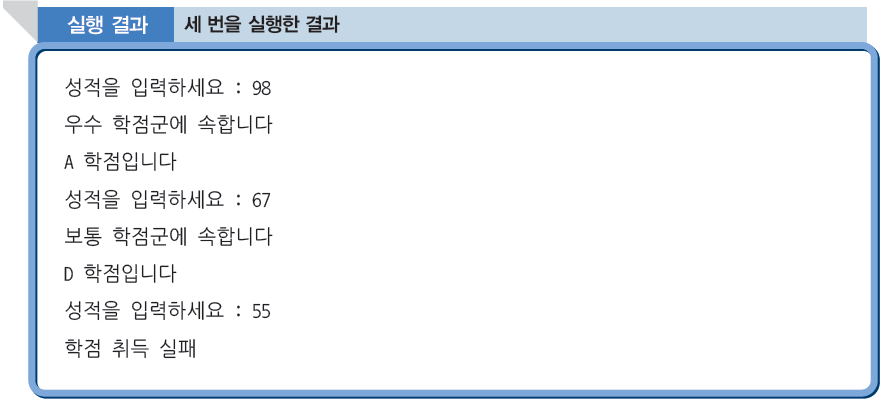 실행 결과 세 번을 실행한 결과
성적을 입력하세요 : 98
우수 학점군에 속합니다
A 학점입니다
성적을 입력하세요 : 67
보통 학점군에 속합니다
D 학점입니다
성적을 입력하세요 : 55
학점 취득 실패